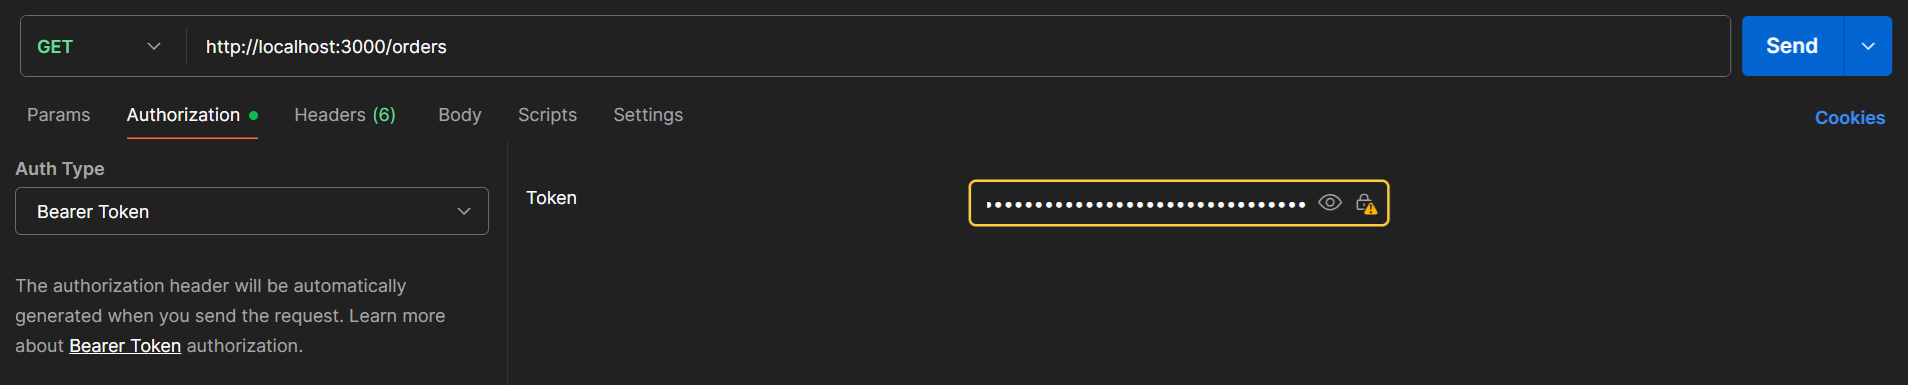 GET
http://localhost:3000/orders
Send
Params
Authorization
Headers (6)
Body
Scripts
Settings
Cookies
Auth Type
Bearer Token
Token
The authorization header will be automatically
generated when you send the request. Learn more
about Bearer Token authorization.